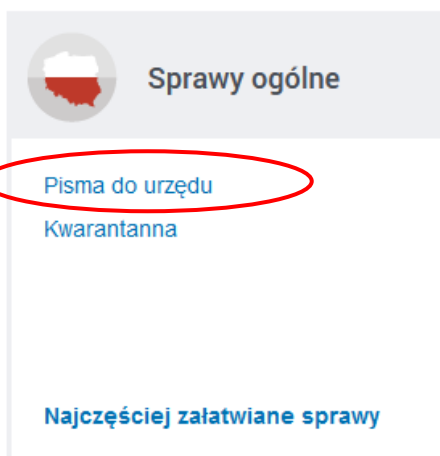 Sprawy ogólne
Pisma do urzędu
Kwarantanna
Najczęściej załatwiane sprawy